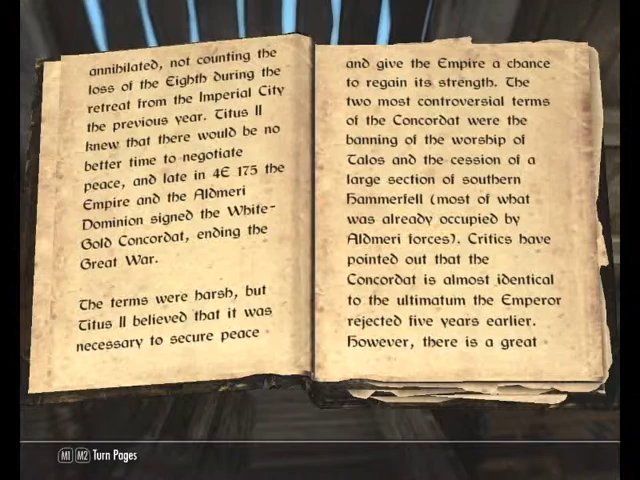 annihilated, not counting the
loss of the Eighth during the
retreat from the Imperial City
the previous year. Titus II
knew that there would be no
better time to negotiate
peace, and late in 4E 175 the
Empire and the Aldmeri
Dominion signed the White-
Gold Concordat, ending the
Great War.
The terms were harsh, but
Titus II believed that it was
necessary to secure peace
and give the Empire a chance
to regain its strength. The
two most controversial terms
of the Concordat were the
banning of the worship of
Talos and the cession of a
large section of southern
Hammerfell (most of what
was already occupied by
Aldmeri forces). Critics have
pointed out that the
Concordat is almost identical
to the ultimatum the Emperor
rejected five years earlier.
However, there is a great
M1 M2 Turn Pages